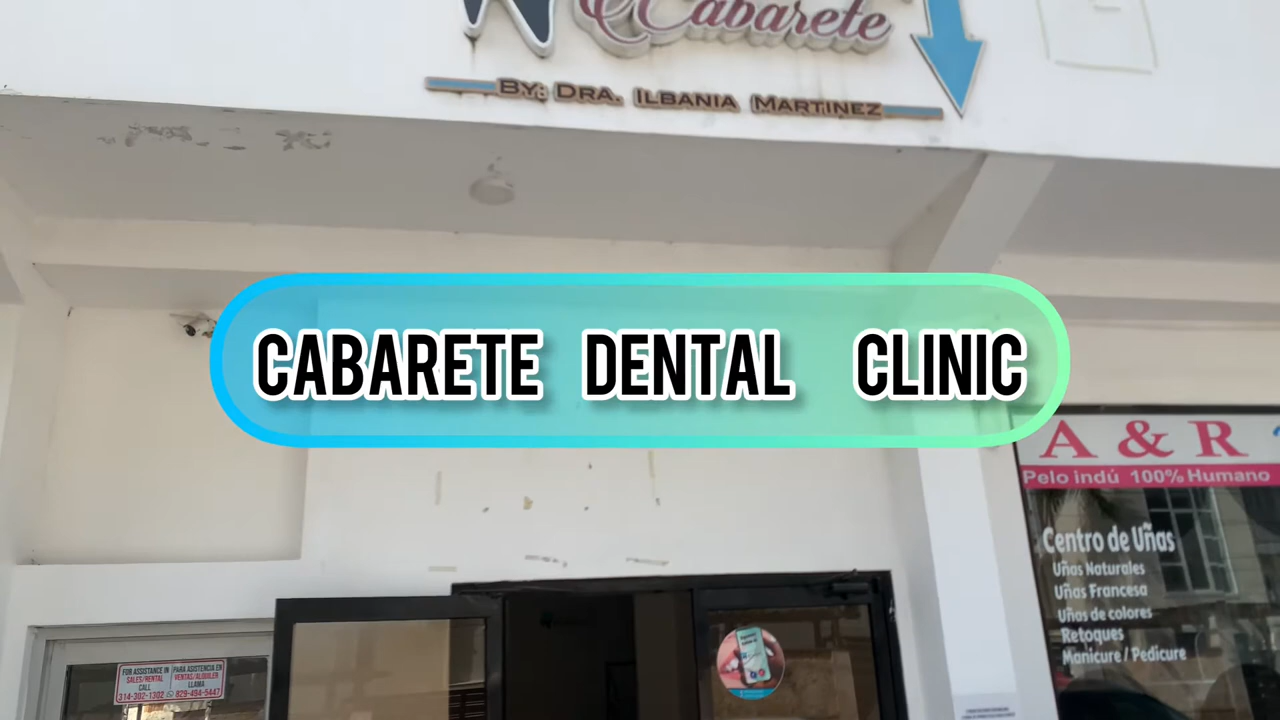 Cabarete
BY: DRA. ILBANIA MARTINEZ
CABARETE DENTAL CLINIC
A & R
Pelo indú 100% Humano
Centro de Uñas
Uñas Naturales
Uñas Francesa
Uñas de colores
Retoques
Manicure / Pedicure
FOR ASSISTANCE IN
SALES/RENTAL
CALL
314-302-1302
PARA ASISTENCIA EN
VENTAS/ALQUILER
LLAMA
829-494-5447